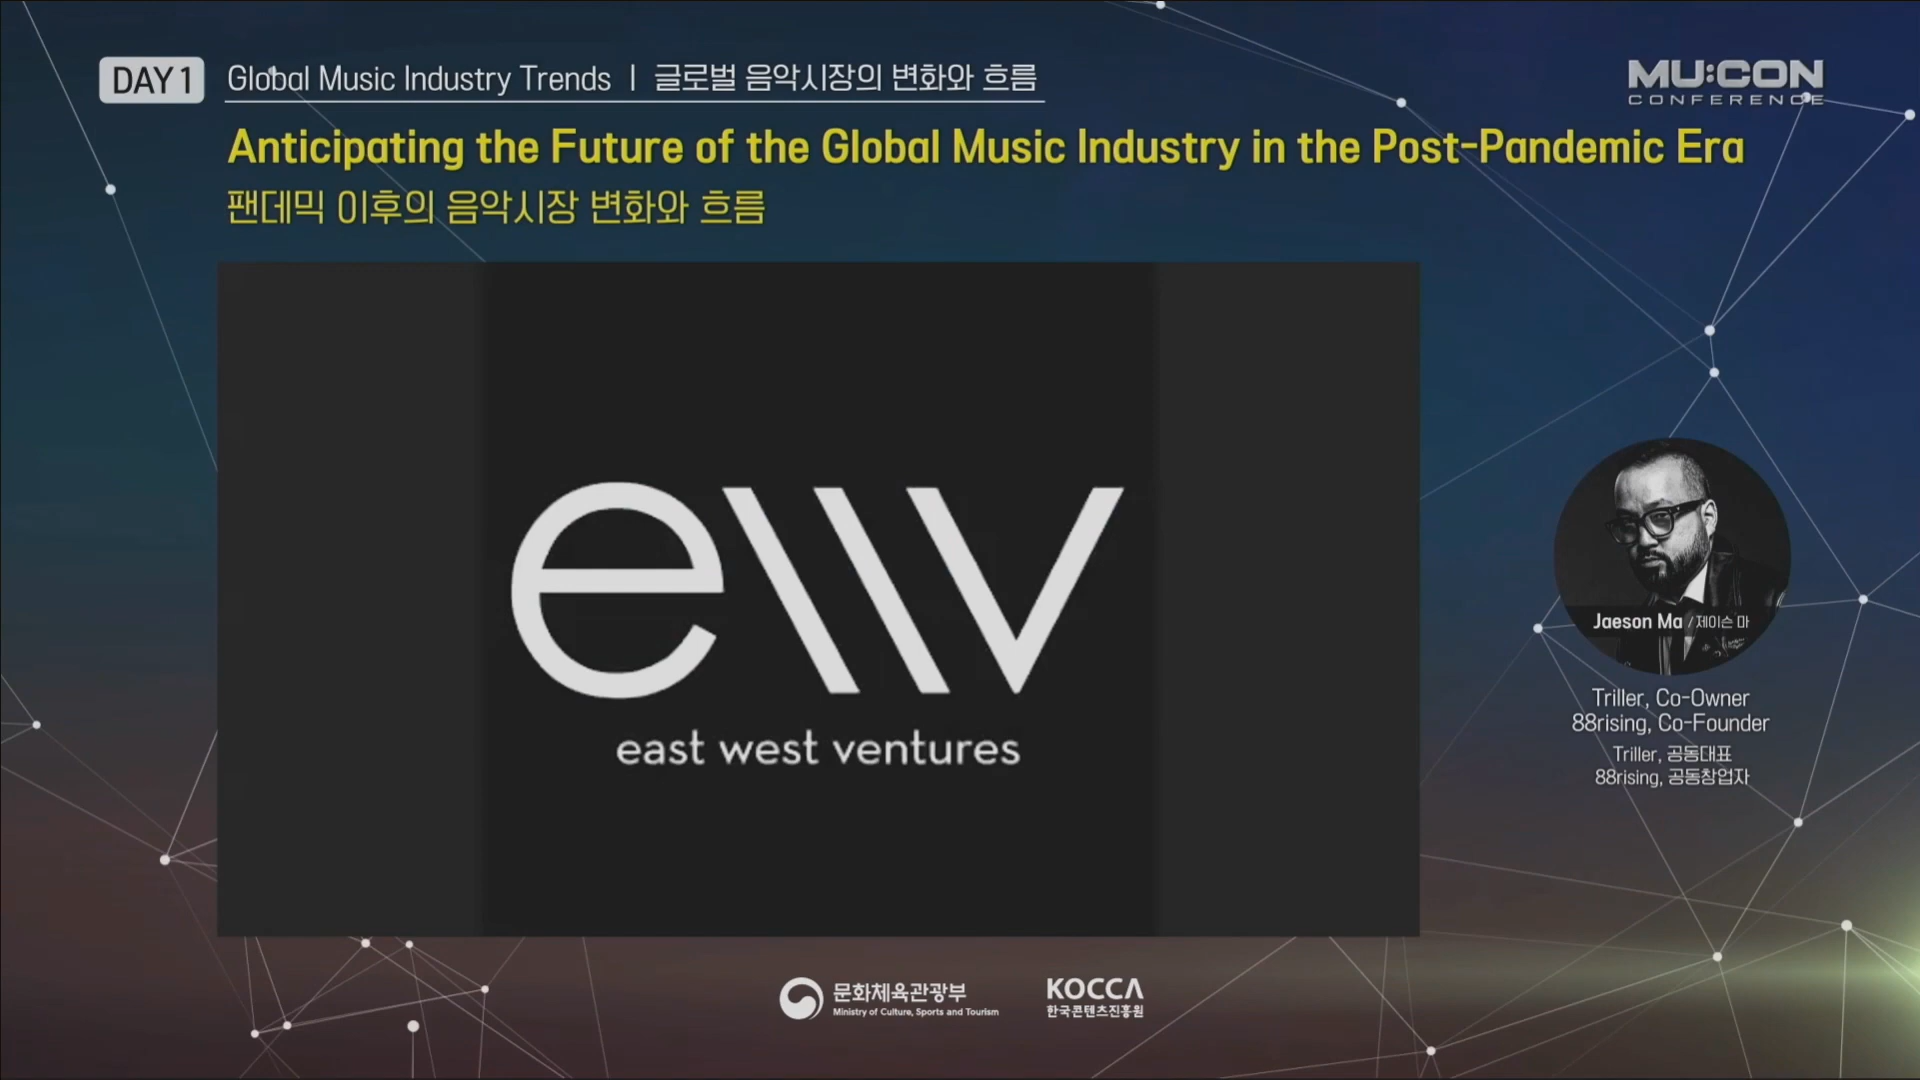 DAY 1
Global Music Industry Trends | 글로벌 음악시장의 변화와 흐름
MU:CON
CONFERENCE
Anticipating the Future of the Global Music Industry in the Post-Pandemic Era
팬데믹 이후의 음악시장 변화와 흐름
ewv
east west ventures
Jaeson Ma / 제이슨 마
Triller, Co-Owner
88rising, Co-Founder
Triller, 공동대표
88rising, 공동창업자
문화체육관광부
Ministry of Culture, Sports and Tourism
KOCCA
한국콘텐츠진흥원